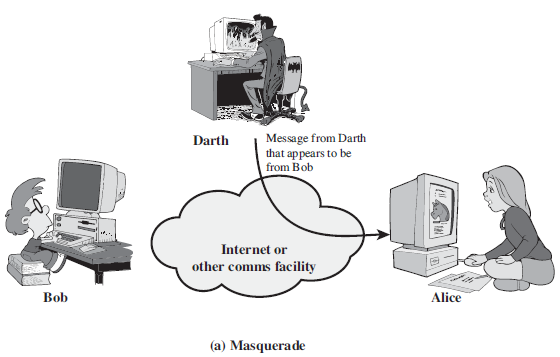 Darth
Message from Darth
that appears to be
from Bob
Internet or
other comms facility
Bob
Alice
(a) Masquerade